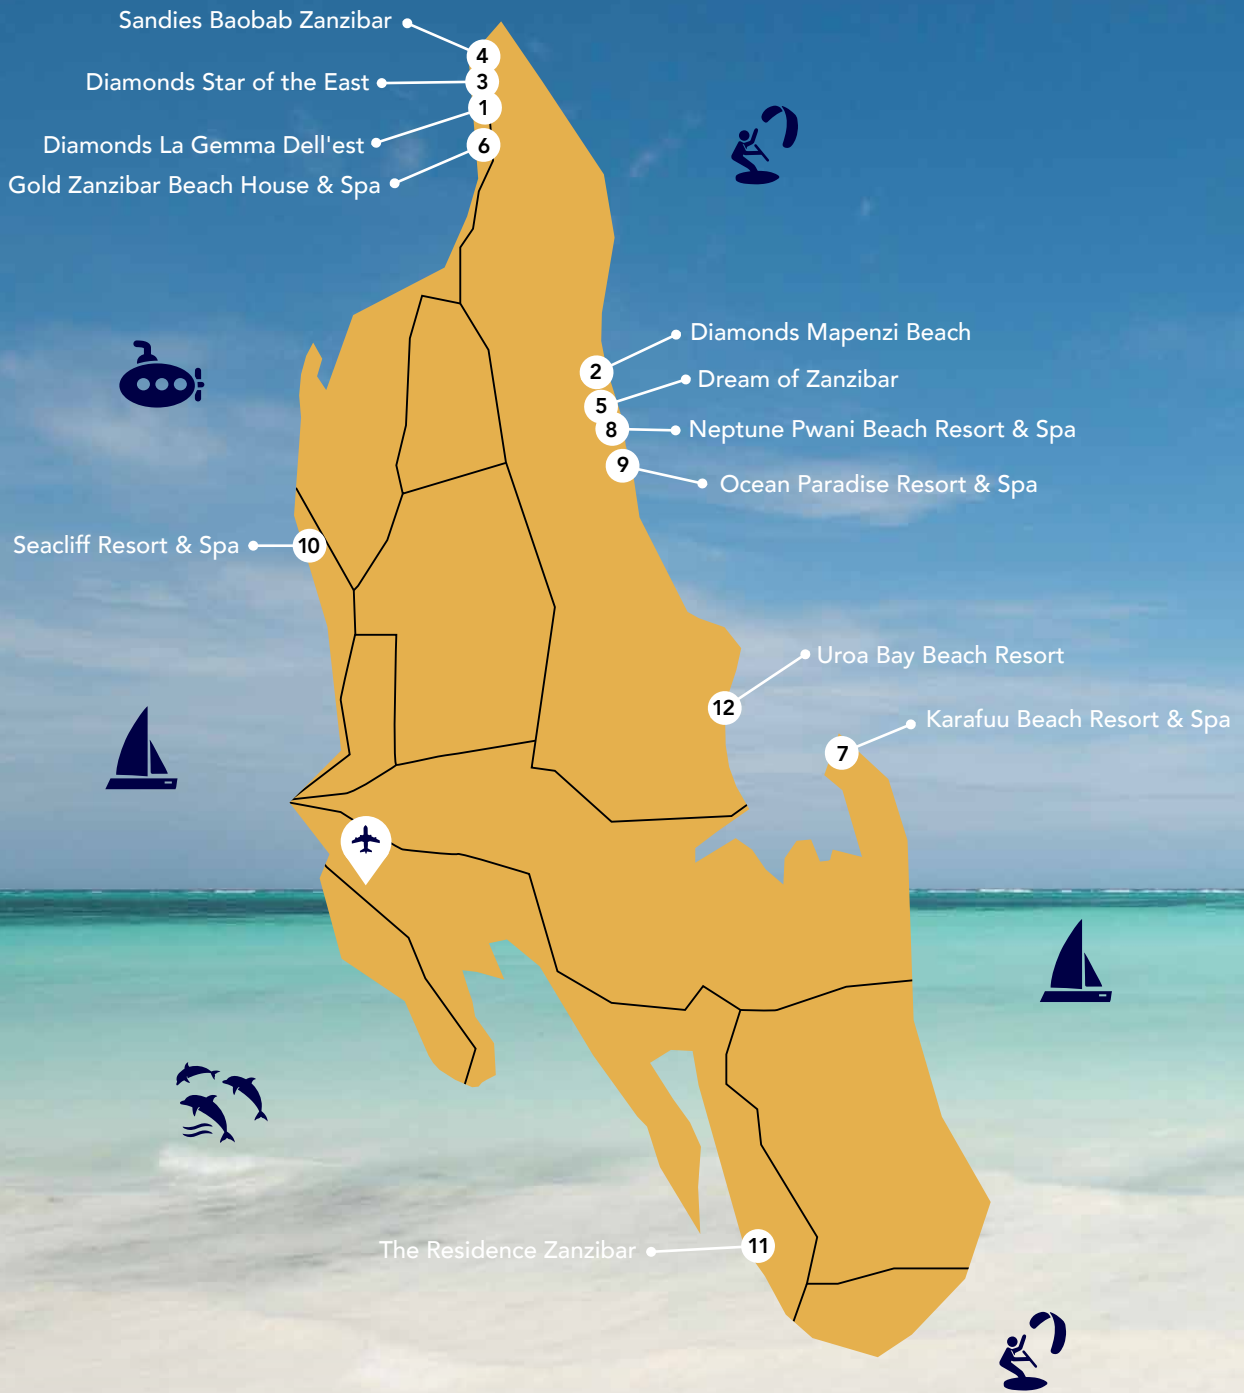 Sandies Baobab Zanzibar
4
Diamonds Star of the East
3
1
Diamonds La Gemma Dell'est
6
Gold Zanzibar Beach House & Spa
Diamonds Mapenzi Beach
2
Dream of Zanzibar
5
8
Neptune Pwani Beach Resort & Spa
9
Ocean Paradise Resort & Spa
Seacliff Resort & Spa
10
Uroa Bay Beach Resort
12
Karafuu Beach Resort & Spa
7
The Residence Zanzibar
11